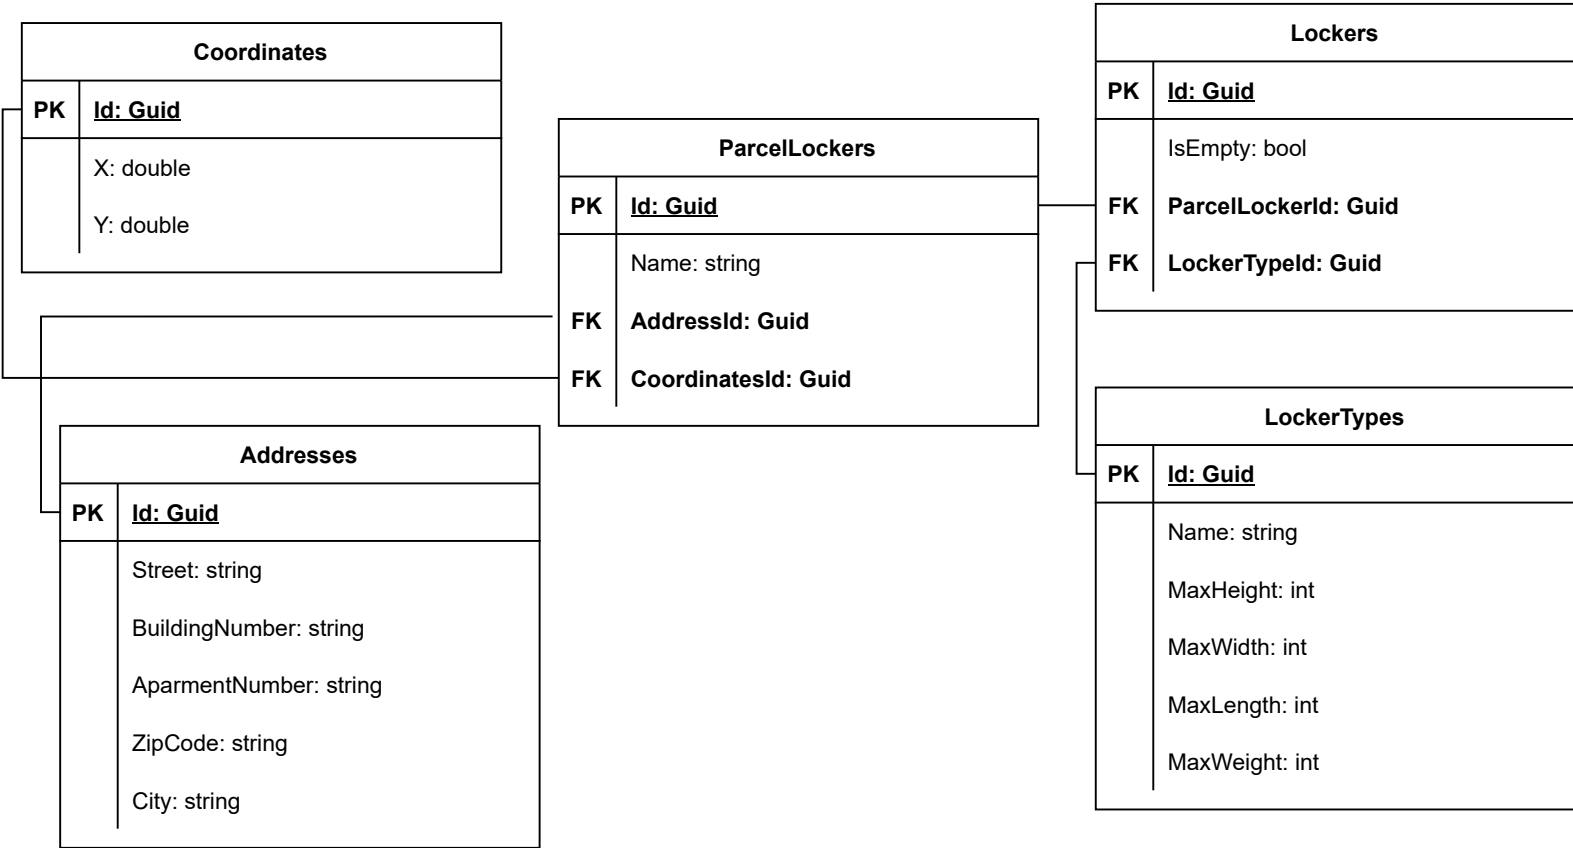 Coordinates
PK Id: Guid
X: double
Y: double
ParcelLockers
PK Id: Guid
Name: string
FK AddressId: Guid
FK CoordinatesId: Guid
Lockers
PK Id: Guid
IsEmpty: bool
FK ParcelLockerId: Guid
FK LockerTypeId: Guid
Addresses
PK Id: Guid
Street: string
BuildingNumber: string
AparmentNumber: string
ZipCode: string
City: string
LockerTypes
PK Id: Guid
Name: string
MaxHeight: int
MaxWidth: int
MaxLength: int
MaxWeight: int